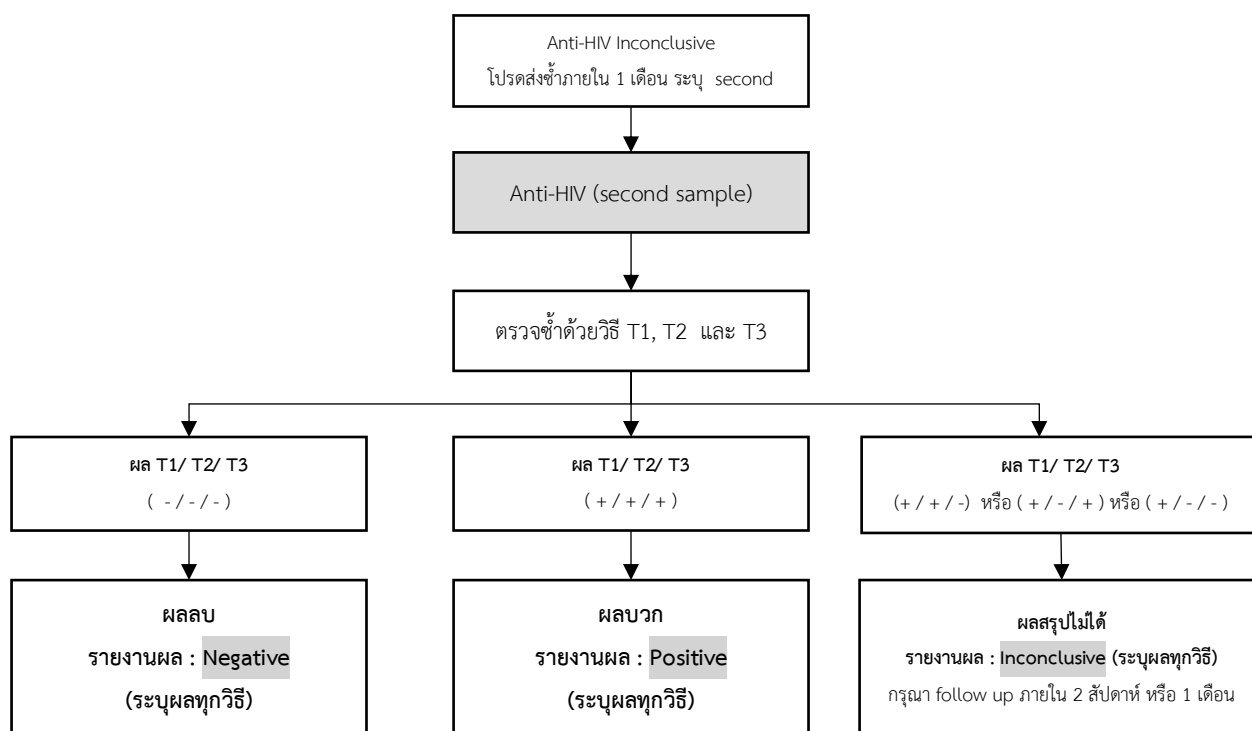 Anti-HIV Inconclusive
โปรดส่งซ้ำภายใน 1 เดือน ระบุ second
Anti-HIV (second sample)
ตรวจซ้ำด้วยวิธี T1, T2 และ T3
ผล T1/ T2/ T3
( - / - / - )
ผล T1/ T2/ T3
( + / + / + )
ผล T1/ T2/ T3
(+ / + / -) หรือ ( + / - / + ) หรือ ( + / - / - )
ผลลบ
รายงานผล : Negative
(ระบุผลทุกวิธี)
ผลบวก
รายงานผล : Positive
(ระบุผลทุกวิธี)
ผลสรุปไม่ได้
รายงานผล : Inconclusive (ระบุผลทุกวิธี)
กรุณา follow up ภายใน 2 สัปดาห์ หรือ 1 เดือน